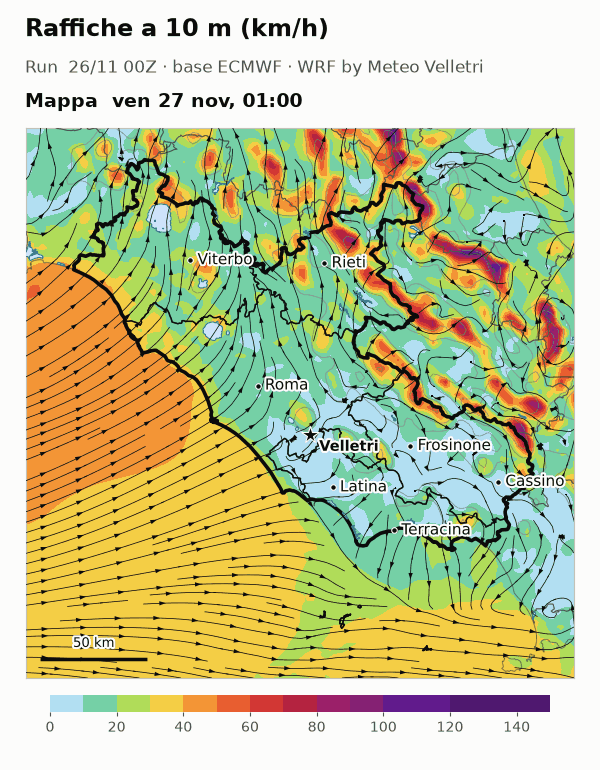 Raffiche a 10 m (km/h)
Run  26/11 00Z · base ECMWF · WRF by Meteo Velletri
Mappa  ven 27 nov, 01:00
Viterbo
Rieti
Roma
Velletri
Frosinone
Latina
Cassino
Terracina
50 km
0 20 40 60 80 100 120 140